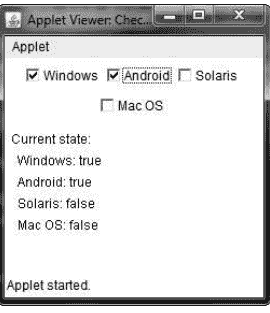 Applet Viewer: Chec...
Applet
Windows Android Solaris
Mac OS
Current state:
Windows: true
Android: true
Solaris: false
Mac OS: false
Applet started.